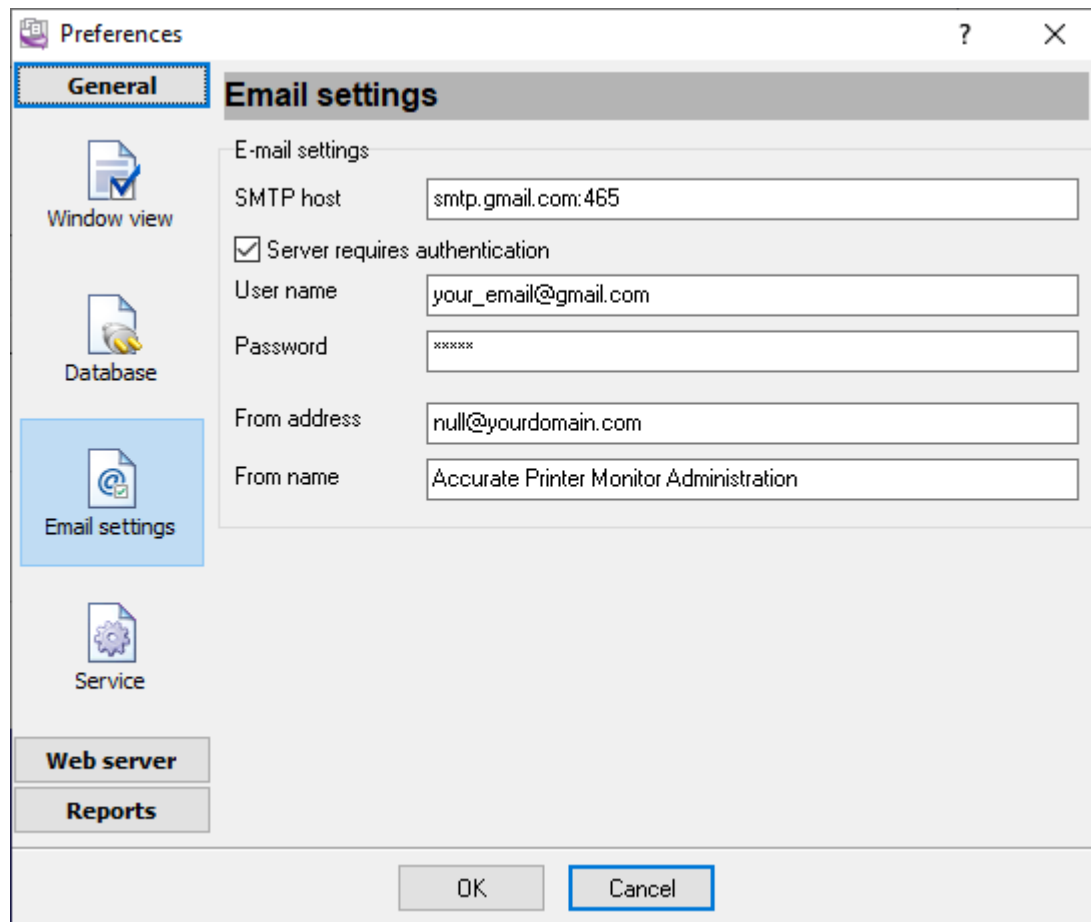 Preferences
?
General
Window view
Database
Email settings
Service
Web server
Reports
Email settings
E-mail settings
SMTP host
smtp.gmail.com:465
Server requires authentication
User name
your_email@gmail.com
Password
×××××
From address
null@yourdomain.com
From name
Accurate Printer Monitor Administration
OK
Cancel